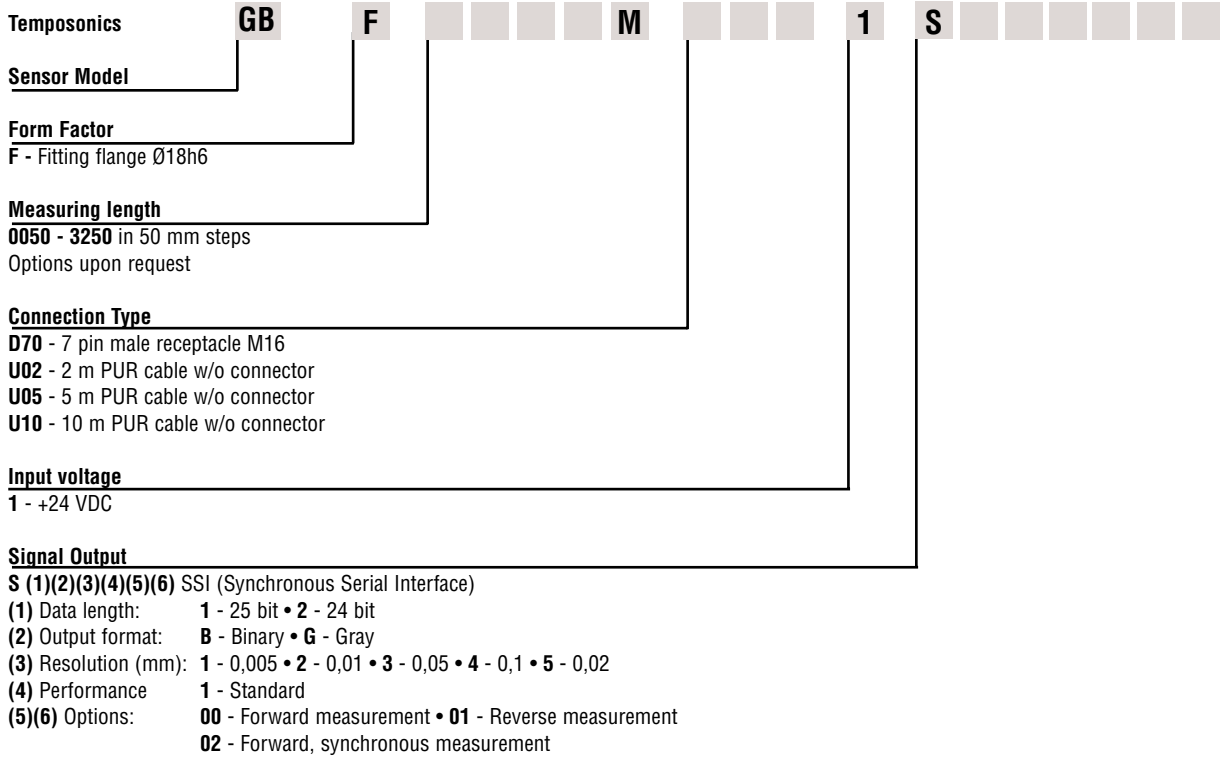 Temposonics GB F M 1 S
Sensor Model
Form Factor
F - Fitting flange Ø18h6
Measuring length
0050 - 3250 in 50 mm steps
Options upon request
Connection Type
D70 - 7 pin male receptacle M16
U02 - 2 m PUR cable w/o connector
U05 - 5 m PUR cable w/o connector
U10 - 10 m PUR cable w/o connector
Input voltage
1 - +24 VDC
Signal Output
S (1)(2)(3)(4)(5)(6) SSI (Synchronous Serial Interface)
(1) Data length: 1 - 25 bit • 2 - 24 bit
(2) Output format: B - Binary • G - Gray
(3) Resolution (mm): 1 - 0,005 • 2 - 0,01 • 3 - 0,05 • 4 - 0,1 • 5 - 0,02
(4) Performance 1 - Standard
(5)(6) Options: 00 - Forward measurement • 01 - Reverse measurement
02 - Forward, synchronous measurement